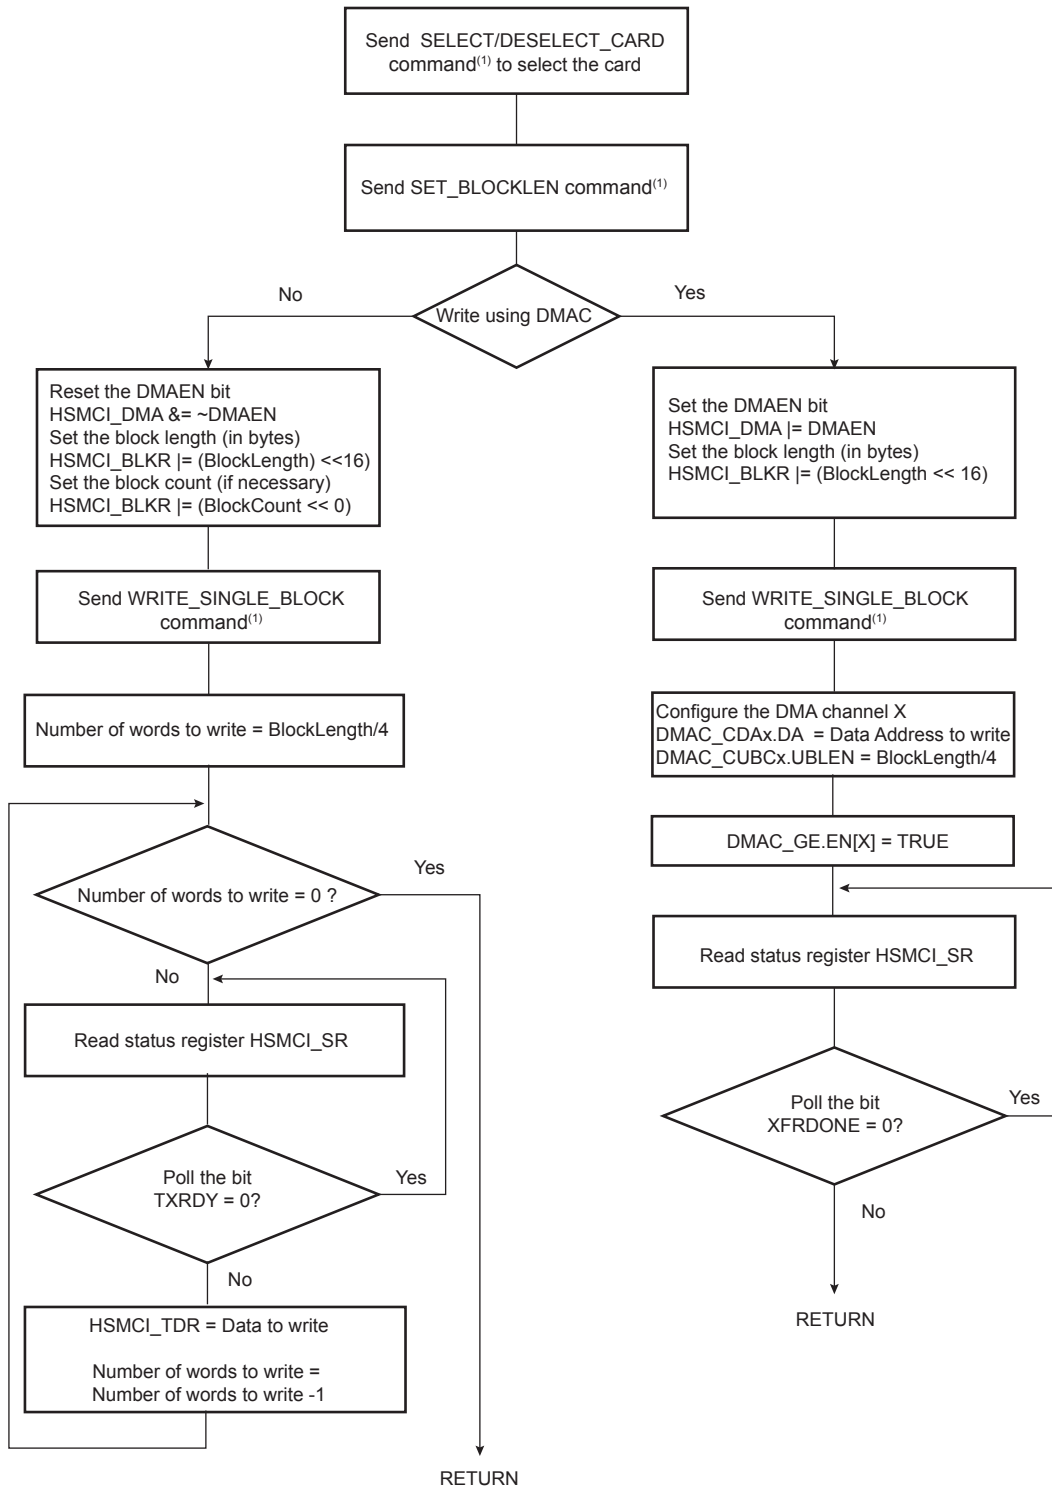 Send SELECT/DESELECT_CARD
command(1) to select the card
Send SET_BLOCKLEN command(1)
No
Yes
Write using DMAC
Reset the DMAEN bit
HSMCI_DMA &= ~DMAEN
Set the block length (in bytes)
HSMCI_BLKR |= (BlockLength) <<16)
Set the block count (if necessary)
HSMCI_BLKR |= (BlockCount << 0)
Send WRITE_SINGLE_BLOCK
command(1)
Number of words to write = BlockLength/4
Number of words to write = 0 ?
Yes
No
Read status register HSMCI_SR
Poll the bit
TXRDY = 0?
Yes
No
HSMCI_TDR = Data to write
Number of words to write =
Number of words to write -1
RETURN
Set the DMAEN bit
HSMCI_DMA |= DMAEN
Set the block length (in bytes)
HSMCI_BLKR |= (BlockLength << 16)
Send WRITE_SINGLE_BLOCK
command(1)
Configure the DMA channel X
DMAC_CDAx.DA = Data Address to write
DMAC_CUBCx.UBLEN = BlockLength/4
DMAC_GE.EN[X] = TRUE
Read status register HSMCI_SR
Poll the bit
XFRDONE = 0?
Yes
No
RETURN